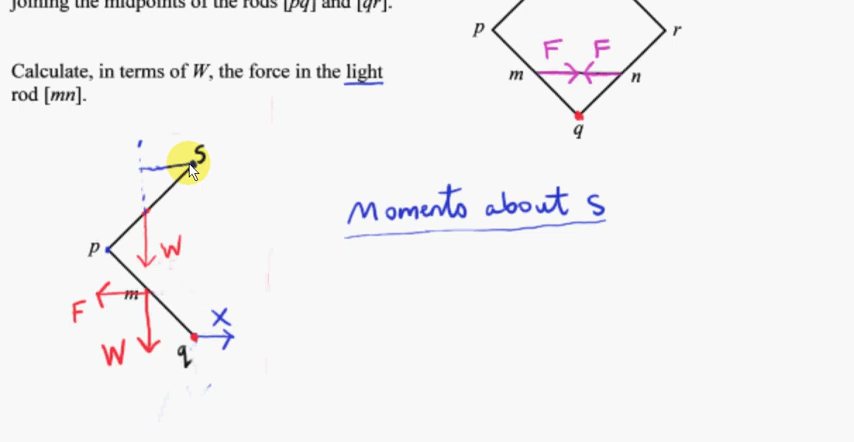 joining the midpoints of the rods [pq] and [qr].
Calculate, in terms of W, the force in the light
rod [mn].
p
r
F F
m
n
q
S
Moments about s
p
W
m
F
X
W
q